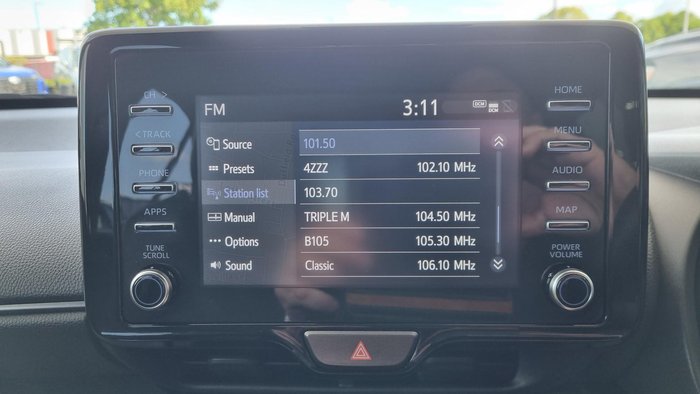 CH >
< TRACK
PHONE
APPS
TUNE
SCROLL
FM
3:11
DCM
DCM
Source
Presets
Station list
Manual
Options
Sound
101.50
4ZZZ 102.10 MHz
103.70
TRIPLE M 104.50 MHz
B105 105.30 MHz
Classic 106.10 MHz
HOME
MENU
AUDIO
MAP
POWER
VOLUME